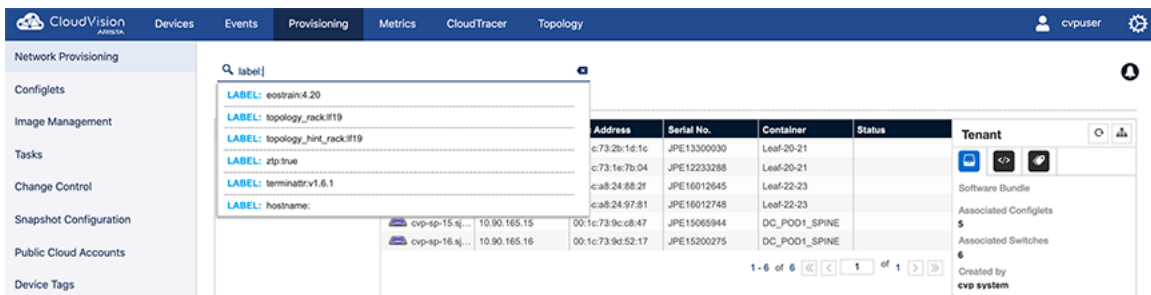 CloudVision
ARISTA
Devices Events Provisioning Metrics CloudTracer Topology cvpuser
Network Provisioning
Configlets
Image Management
Tasks
Change Control
Snapshot Configuration
Public Cloud Accounts
Device Tags
label:
LABEL: eostrain:4.20
LABEL: topology_rack:lf19
LABEL: topology_hint_rack:lf19
LABEL: ztp:true
LABEL: terminattr:v1.6.1
LABEL: hostname:
Address Serial No. Container Status
c:73:2b:1d:1c JPE13300030 Leaf-20-21
c:73:1e:7b:04 JPE12233288 Leaf-20-21
c:a8:24:88:2f JPE16012645 Leaf-22-23
c:a8:24:97:81 JPE16012748 Leaf-22-23
cvp-sp-15.sj... 10.90.165.15 00:1c:73:9c:c8:47 JPE15065944 DC_POD1_SPINE
cvp-sp-16.sj... 10.90.165.16 00:1c:73:9d:52:17 JPE15200275 DC_POD1_SPINE
1 - 6 of 6 1 of 1
Tenant
Software Bundle
Associated Configlets
5
Associated Switches
6
Created by
cvp system